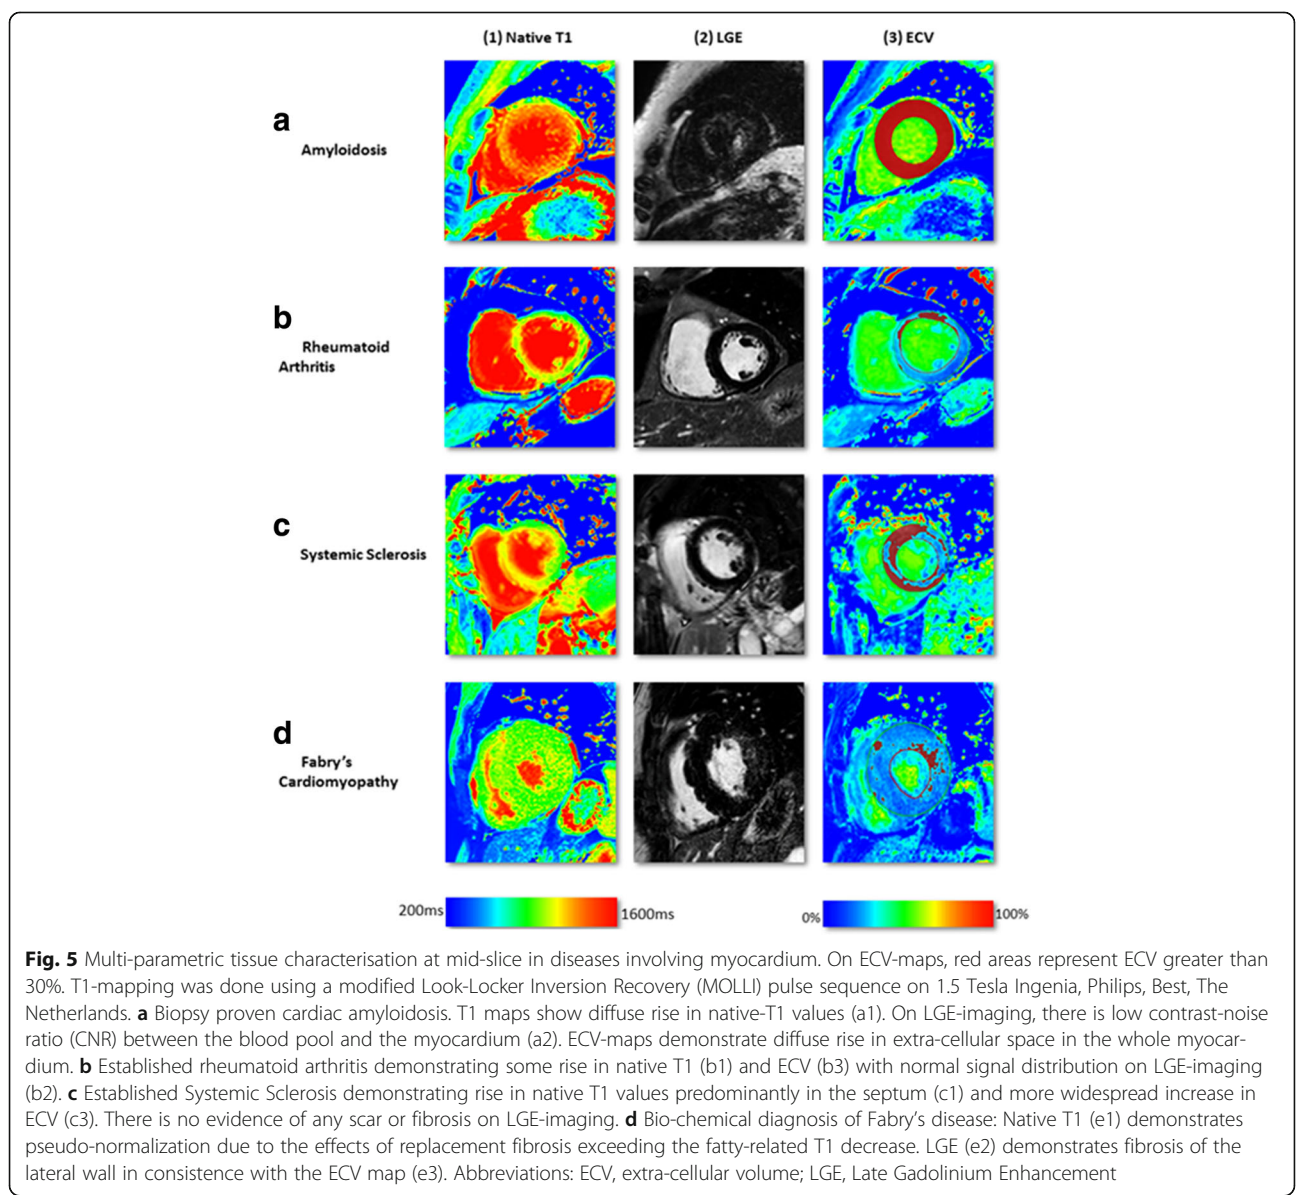 (1) Native T1
(2) LGE
(3) ECV
a
Amyloidosis
b
Rheumatoid
Arthritis
c
Systemic Sclerosis
d
Fabry's
Cardiomyopathy
200ms
1600ms
0%
100%
Fig. 5 Multi-parametric tissue characterisation at mid-slice in diseases involving myocardium. On ECV-maps, red areas represent ECV greater than
30%. T1-mapping was done using a modified Look-Locker Inversion Recovery (MOLLI) pulse sequence on 1.5 Tesla Ingenia, Philips, Best, The
Netherlands. a Biopsy proven cardiac amyloidosis. T1 maps show diffuse rise in native-T1 values (a1). On LGE-imaging, there is low contrast-noise
ratio (CNR) between the blood pool and the myocardium (a2). ECV-maps demonstrate diffuse rise in extra-cellular space in the whole myocar-
dium. b Established rheumatoid arthritis demonstrating some rise in native T1 (b1) and ECV (b3) with normal signal distribution on LGE-imaging
(b2). c Established Systemic Sclerosis demonstrating rise in native T1 values predominantly in the septum (c1) and more widespread increase in
ECV (c3). There is no evidence of any scar or fibrosis on LGE-imaging. d Bio-chemical diagnosis of Fabry's disease: Native T1 (e1) demonstrates
pseudo-normalization due to the effects of replacement fibrosis exceeding the fatty-related T1 decrease. LGE (e2) demonstrates fibrosis of the
lateral wall in consistence with the ECV map (e3). Abbreviations: ECV, extra-cellular volume; LGE, Late Gadolinium Enhancement